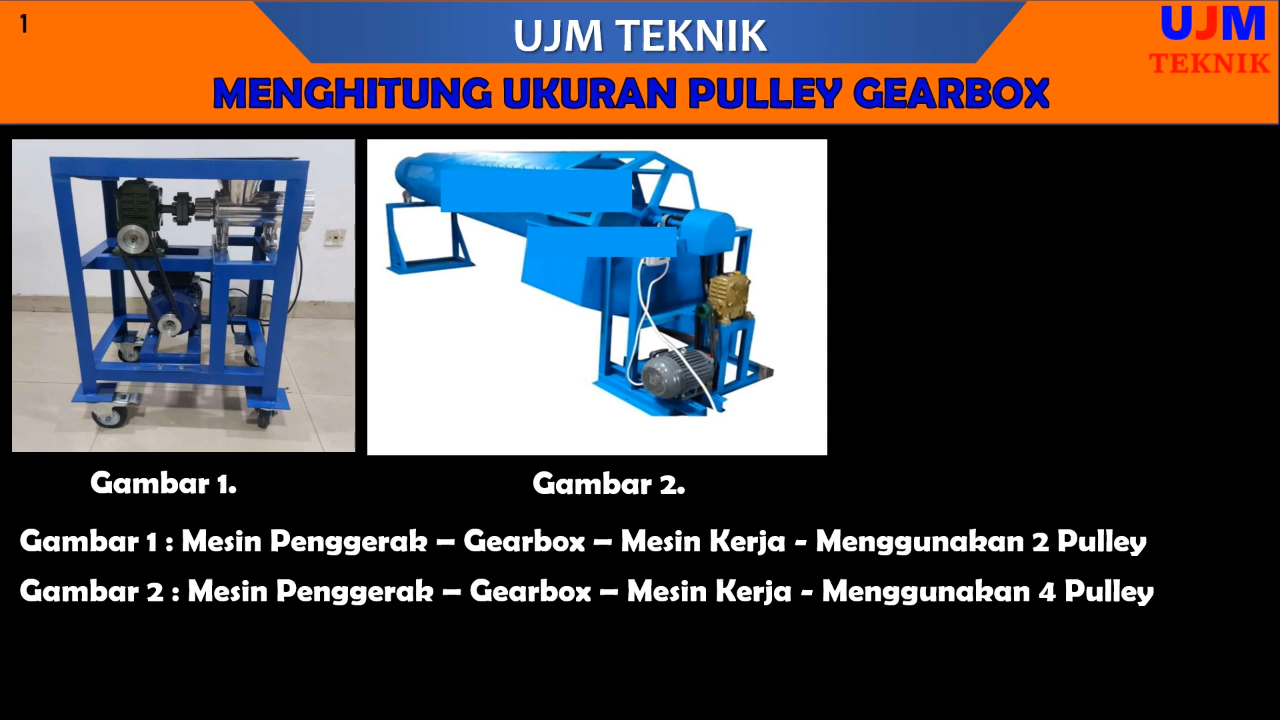 1
UJM TEKNIK
UJM
TEKNIK
MENGHITUNG UKURAN PULLEY GEARBOX
Gambar 1.
Gambar 2.
Gambar 1 : Mesin Penggerak – Gearbox – Mesin Kerja - Menggunakan 2 Pulley
Gambar 2 : Mesin Penggerak – Gearbox – Mesin Kerja - Menggunakan 4 Pulley